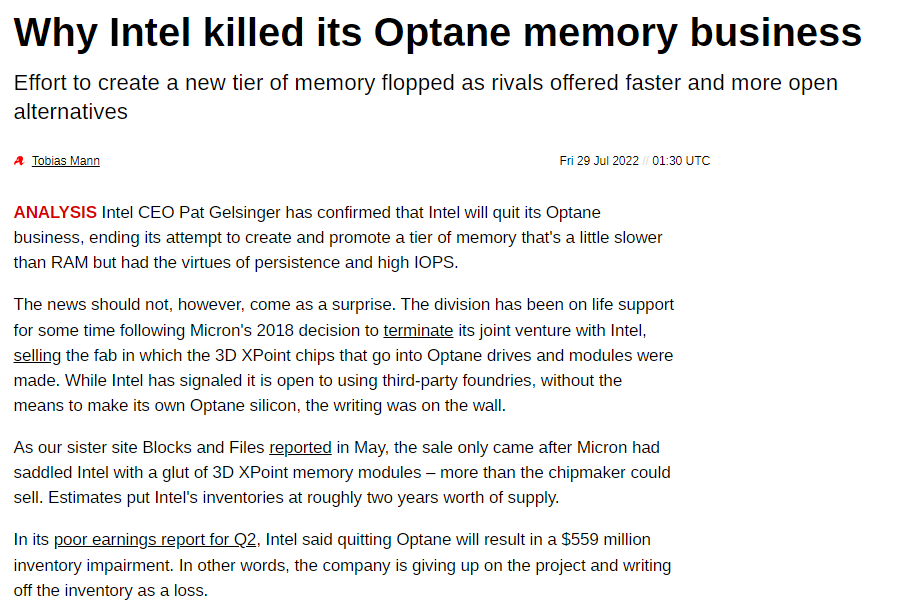 Why Intel killed its Optane memory business
Effort to create a new tier of memory flopped as rivals offered faster and more open
alternatives
Tobias Mann Fri 29 Jul 2022 // 01:30 UTC
ANALYSIS Intel CEO Pat Gelsinger has confirmed that Intel will quit its Optane
business, ending its attempt to create and promote a tier of memory that's a little slower
than RAM but had the virtues of persistence and high IOPS.
The news should not, however, come as a surprise. The division has been on life support
for some time following Micron's 2018 decision to terminate its joint venture with Intel,
selling the fab in which the 3D XPoint chips that go into Optane drives and modules were
made. While Intel has signaled it is open to using third-party foundries, without the
means to make its own Optane silicon, the writing was on the wall.
As our sister site Blocks and Files reported in May, the sale only came after Micron had
saddled Intel with a glut of 3D XPoint memory modules – more than the chipmaker could
sell. Estimates put Intel's inventories at roughly two years worth of supply.
In its poor earnings report for Q2, Intel said quitting Optane will result in a $559 million
inventory impairment. In other words, the company is giving up on the project and writing
off the inventory as a loss.